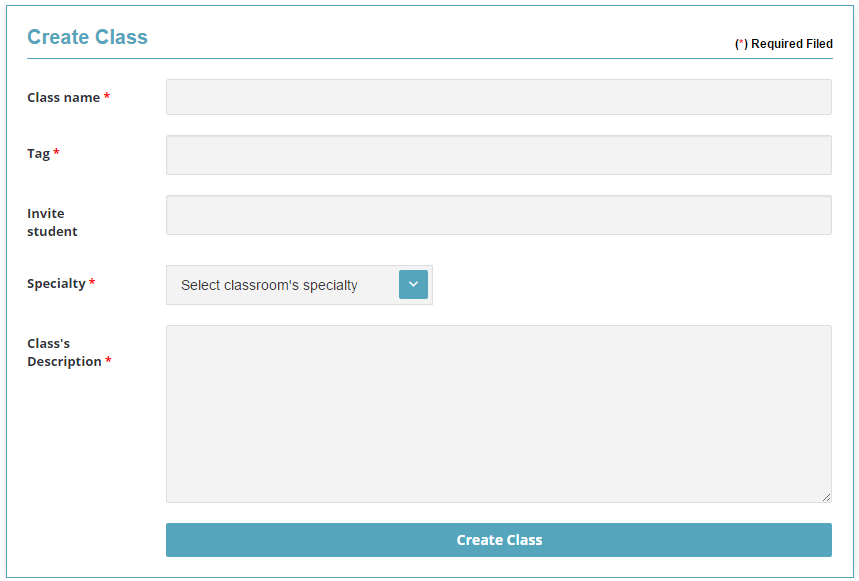 Create Class
(*) Required Filed
Class name *
Tag *
Invite
student
Specialty *
Select classroom's specialty
Class's
Description *
Create Class